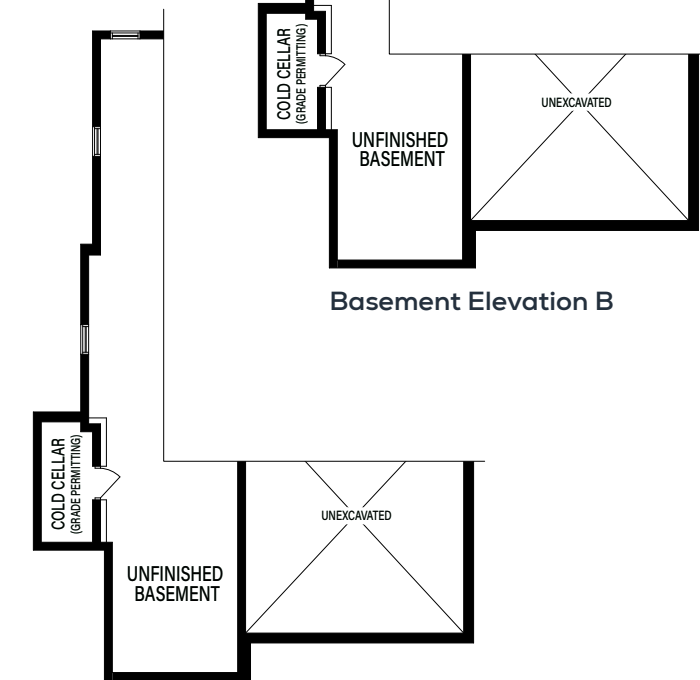 COLD CELLAR
(GRADE PERMITTING)
UNFINISHED
BASEMENT
UNEXCAVATED
Basement Elevation B
COLD CELLAR
(GRADE PERMITTING)
UNFINISHED
BASEMENT
UNEXCAVATED